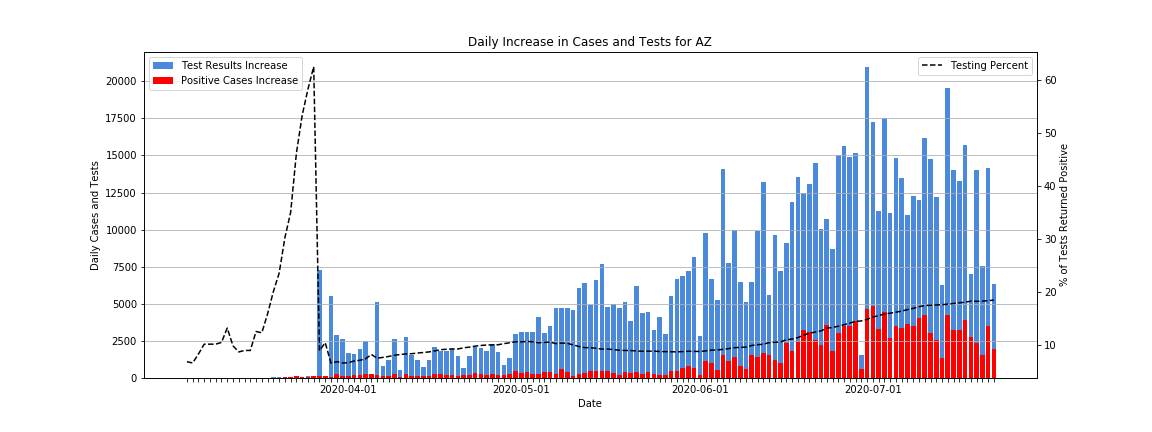 Daily Increase in Cases and Tests for AZ
Test Results Increase
Positive Cases Increase
Testing Percent
20000
17500
15000
12500
10000
7500
5000
2500
0
Daily Cases and Tests
60
50
40
30
20
10
% of Tests Returned Positive
2020-04-01
2020-05-01
2020-06-01
2020-07-01
Date